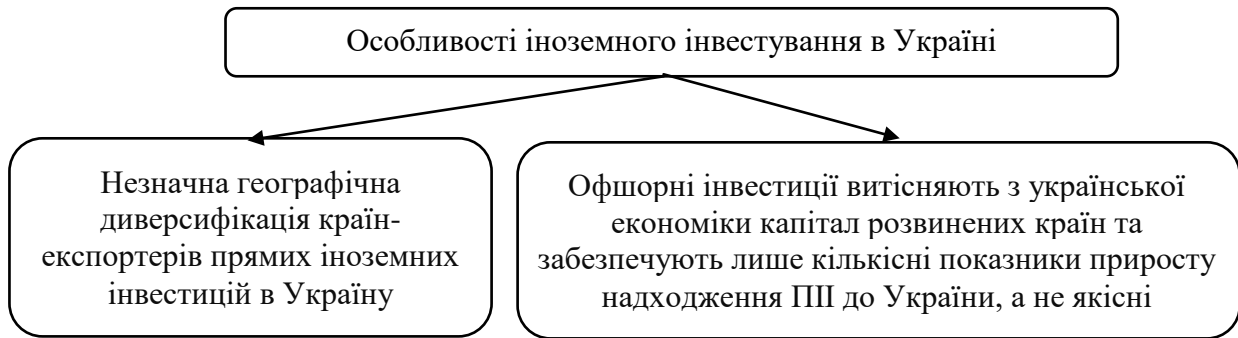 Особливості іноземного інвестування в Україні
Незначна географічна
диверсифікація країн-
експортерів прямих іноземних
інвестицій в Україну
Офшорні інвестиції витісняють з української
економіки капітал розвинених країн та
забезпечують лише кількісні показники приросту
надходження ПІІ до України, а не якісні